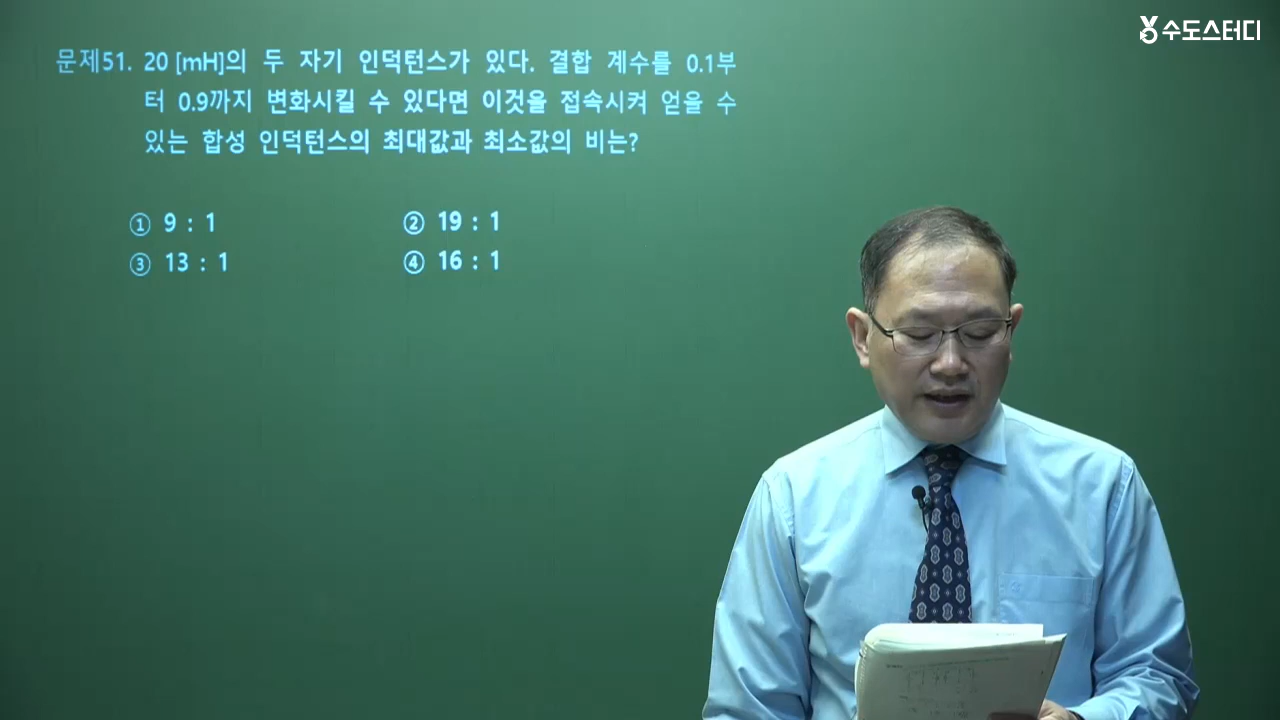 수도스터디
문제51. 20 [mH]의 두 자기 인덕턴스가 있다. 결합 계수를 0.1부
터 0.9까지 변화시킬 수 있다면 이것을 접속시켜 얻을 수
있는 합성 인덕턴스의 최대값과 최소값의 비는?
① 9 : 1 ② 19 : 1
③ 13 : 1 ④ 16 : 1